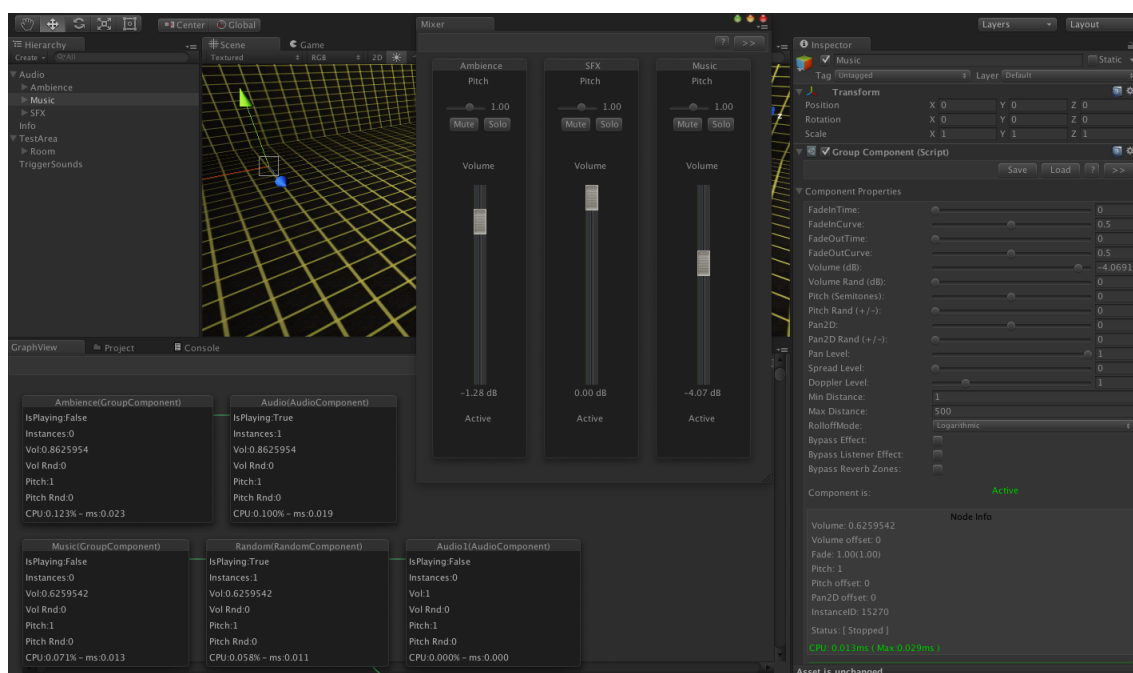 Center Global
Layers Layout
Hierarchy
Create All
Audio
Ambience
Music
SFX
Info
TestArea
Room
TriggerSounds
Scene Game
Textured RGB 2D
Mixer
? >>
Ambience
Pitch
1.00
Mute Solo
Volume
-1.28 dB
Active
SFX
Pitch
1.00
Mute Solo
Volume
0.00 dB
Active
Music
Pitch
1.00
Mute Solo
Volume
-4.07 dB
Active
GraphView Project Console
Ambience(GroupComponent)
IsPlaying:False
Instances:0
Vol:0.8625954
Vol Rnd:0
Pitch:1
Pitch Rnd:0
CPU:0.123% - ms:0.023
Audio(AudioComponent)
IsPlaying:True
Instances:1
Vol:0.8625954
Vol Rnd:0
Pitch:1
Pitch Rnd:0
CPU:0.100% - ms:0.019
Music(GroupComponent)
IsPlaying:False
Instances:0
Vol:0.6259542
Vol Rnd:0
Pitch:1
Pitch Rnd:0
CPU:0.071% - ms:0.013
Random(RandomComponent)
IsPlaying:True
Instances:1
Vol:0.6259542
Vol Rnd:0
Pitch:1
Pitch Rnd:0
CPU:0.058% - ms:0.011
Audio1(AudioComponent)
IsPlaying:False
Instances:0
Vol:1
Vol Rnd:0
Pitch:1
Pitch Rnd:0
CPU:0.000% - ms:0.000
Inspector
Music Static
Tag Untagged Layer Default
Transform
Position X 0 Y 0 Z 0
Rotation X 0 Y 0 Z 0
Scale X 1 Y 1 Z 1
Group Component (Script)
Save Load ? >>
Component Properties
FadeInTime: 0
FadeInCurve: 0.5
FadeOutTime: 0
FadeOutCurve: 0.5
Volume (dB): -4.0691
Volume Rand (dB): 0
Pitch (Semitones): 0
Pitch Rand (+/-): 0
Pan2D: 0
Pan2D Rand (+/-): 0
Pan Level: 1
Spread Level: 0
Doppler Level: 1
Min Distance: 1
Max Distance: 500
RolloffMode: Logarithmic
Bypass Effect:
Bypass Listener Effect:
Bypass Reverb Zones:
Component is: Active
Node Info
Volume: 0.6259542
Volume offset: 0
Fade: 1.00(1.00)
Pitch: 1
Pitch offset: 0
Pan2D offset: 0
InstanceID: 15270
Status: [ Stopped ]
CPU: 0.013ms ( Max:0.029ms )
Asset is unchanged